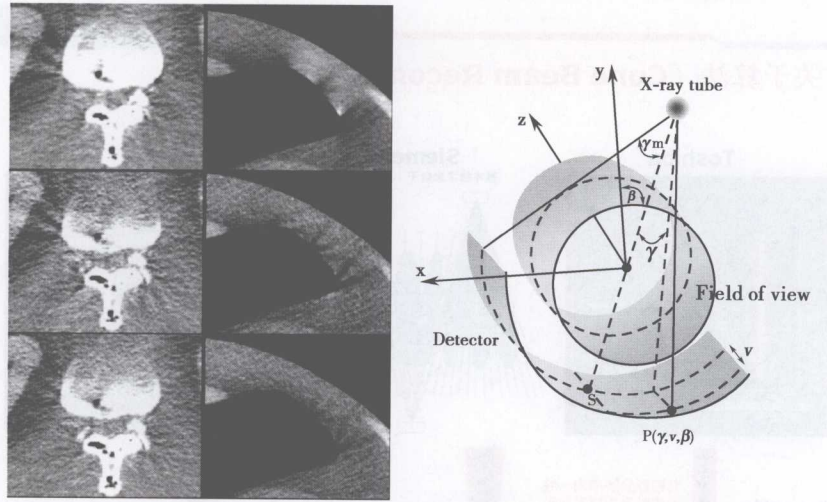 y
X-ray tube
z
γm
β
γ
x
Field of view
Detector
v
S
P(γ,v,β)